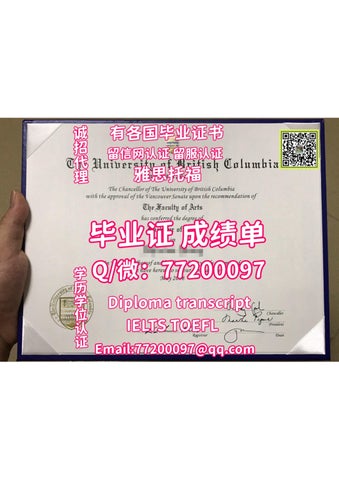 诚招代理
有各国毕业证书
留信网认证 留服认证
The University of British Columbia
雅思托福
The Chancellor of The University of British Columbia
with the approval of the Vancouver Senate upon the recommendation of
The Faculty of Arts
has conferred the degree of
毕业证 成绩单
Q/微：77200097
学历学位认证
Diploma transcript
Chancellor
IELTS TOEFL
President
Email:77200097@qq.com
Registrar
Dean